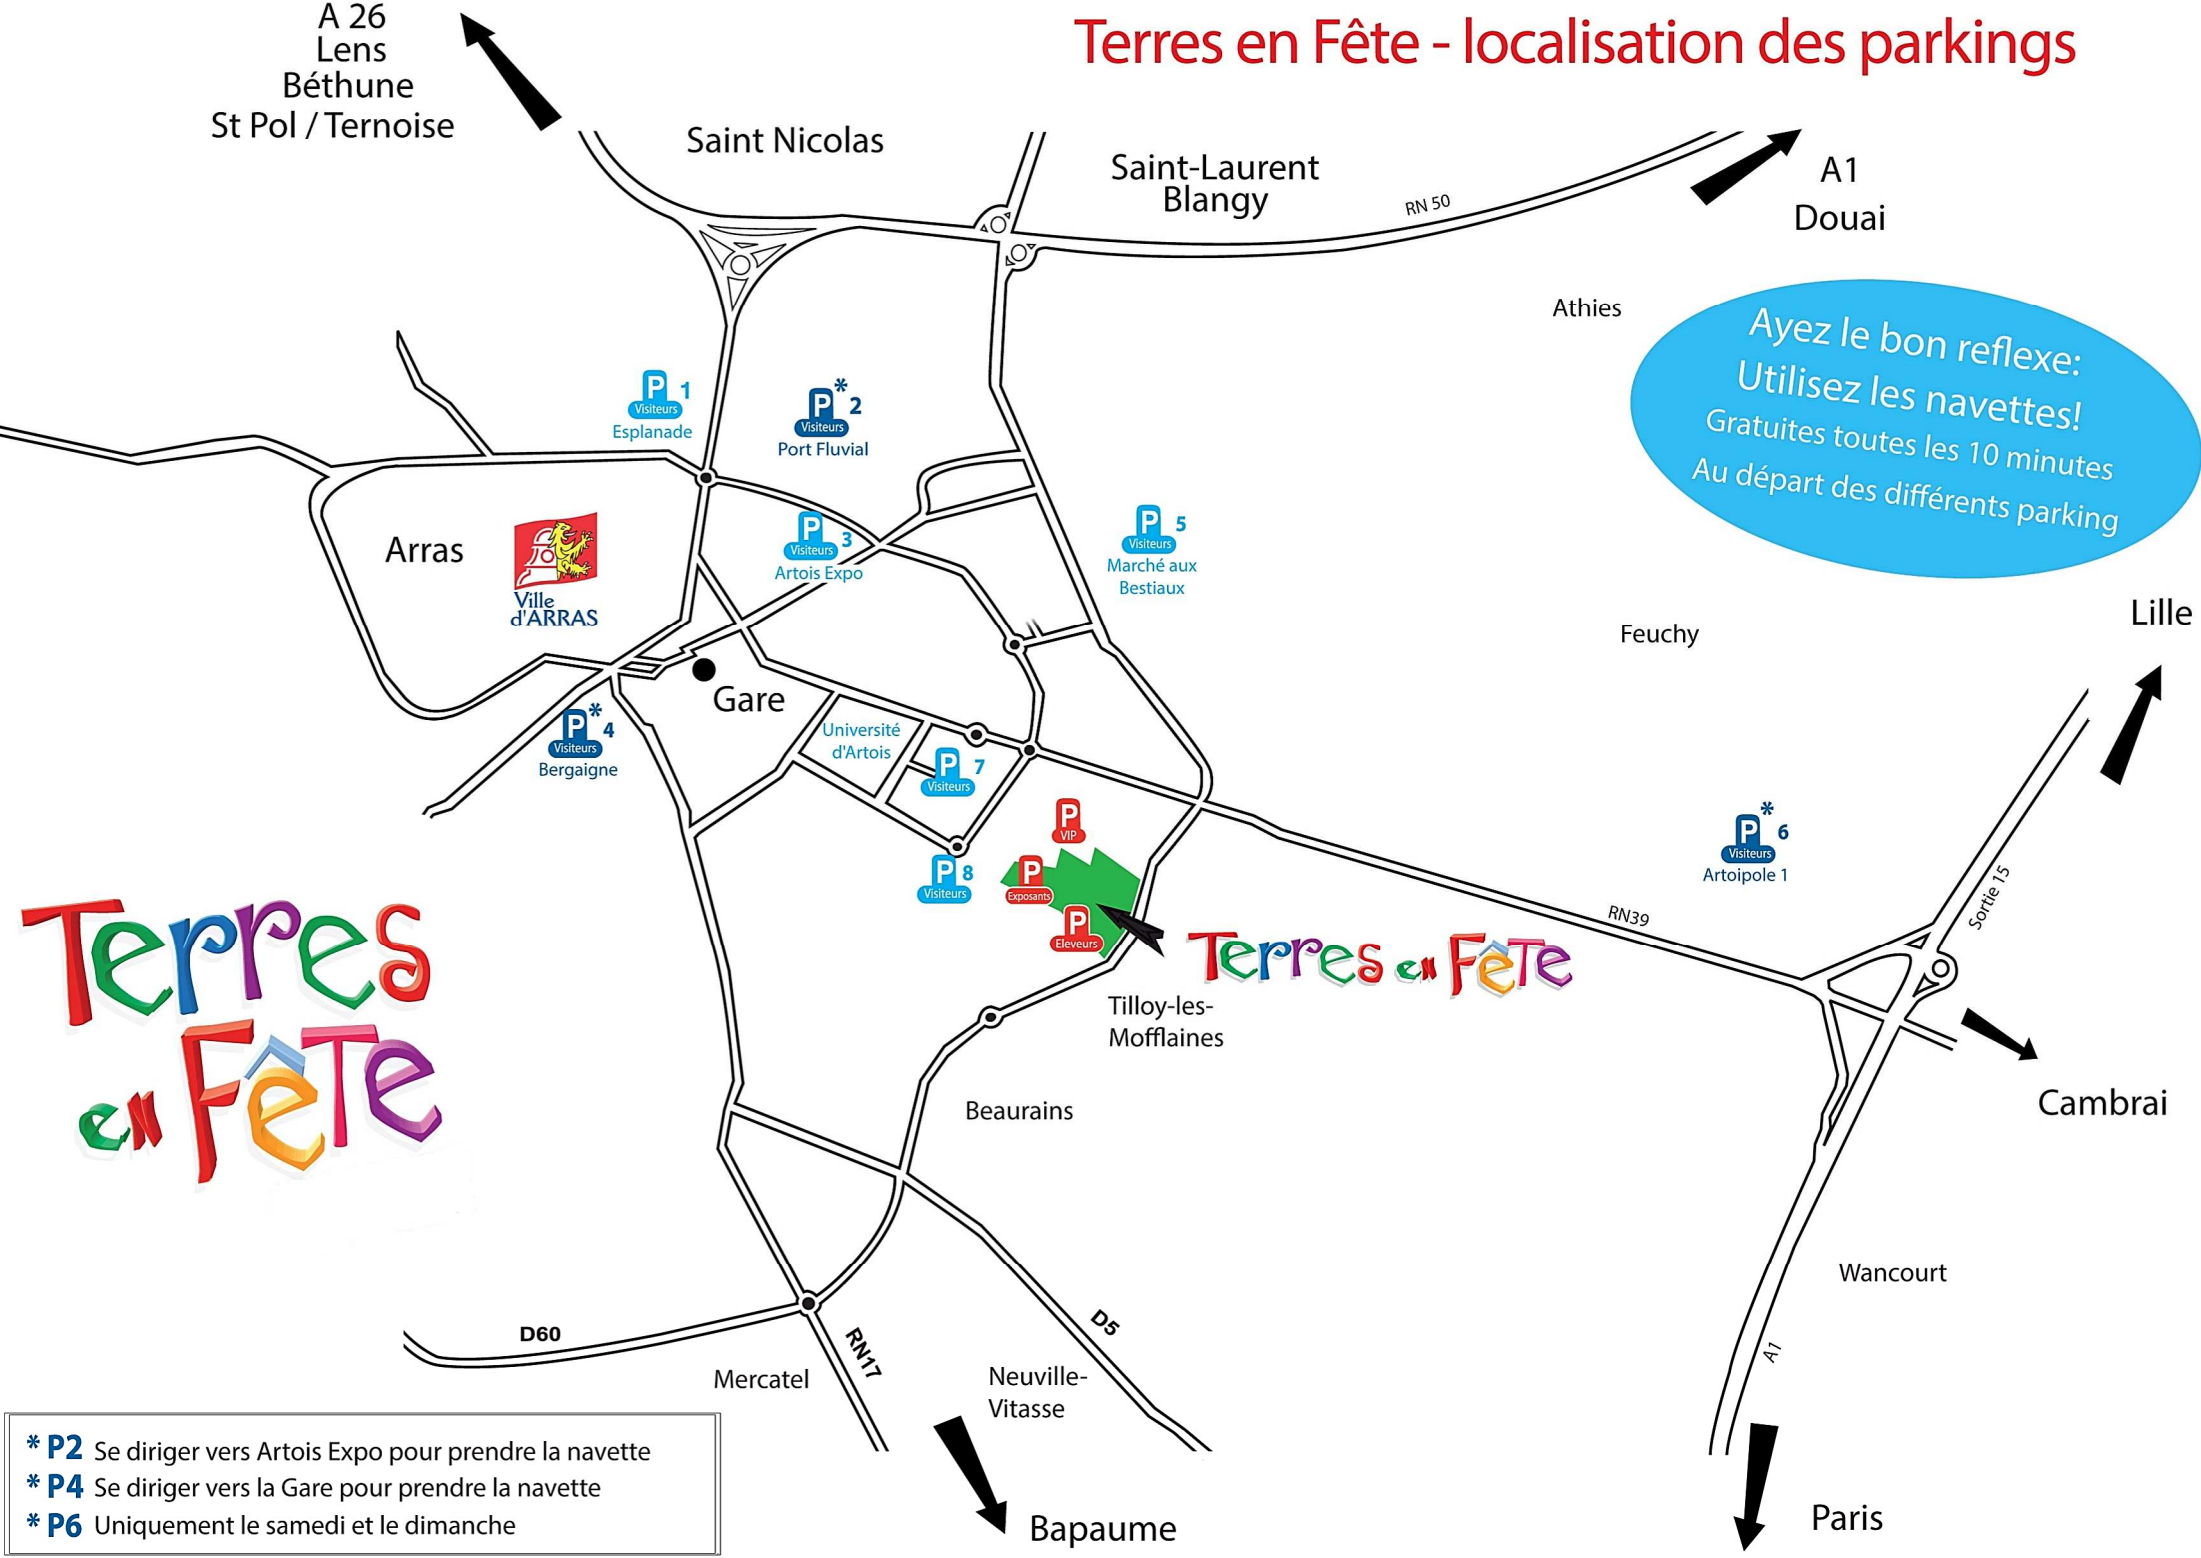 Terres en Fête - localisation des parkings
A 26
Lens
Béthune
St Pol / Ternoise
Saint Nicolas
Saint-Laurent
Blangy
RN 50
A1
Douai
Athies
Ayez le bon reflexe:
Utilisez les navettes!
Gratuites toutes les 10 minutes
Au départ des différents parking
P 1
Visiteurs
Esplanade
P * 2
Visiteurs
Port Fluvial
Arras
Ville
d'ARRAS
P 3
Visiteurs
Artois Expo
P 5
Visiteurs
Marché aux
Bestiaux
Feuchy
Lille
Gare
P * 4
Visiteurs
Bergaigne
Université
d'Artois
P 7
Visiteurs
P
VIP
P 8
Visiteurs
P
Exposants
P
Eleveurs
P * 6
Visiteurs
Artoipole 1
RN39
Sortie 15
Terres
en Fête
Terres en Fête
Tilloy-les-
Mofflaines
Cambrai
Beaurains
Wancourt
D60
RN17
D5
A1
Mercatel
Neuville-
Vitasse
Bapaume
Paris
* P2 Se diriger vers Artois Expo pour prendre la navette
* P4 Se diriger vers la Gare pour prendre la navette
* P6 Uniquement le samedi et le dimanche